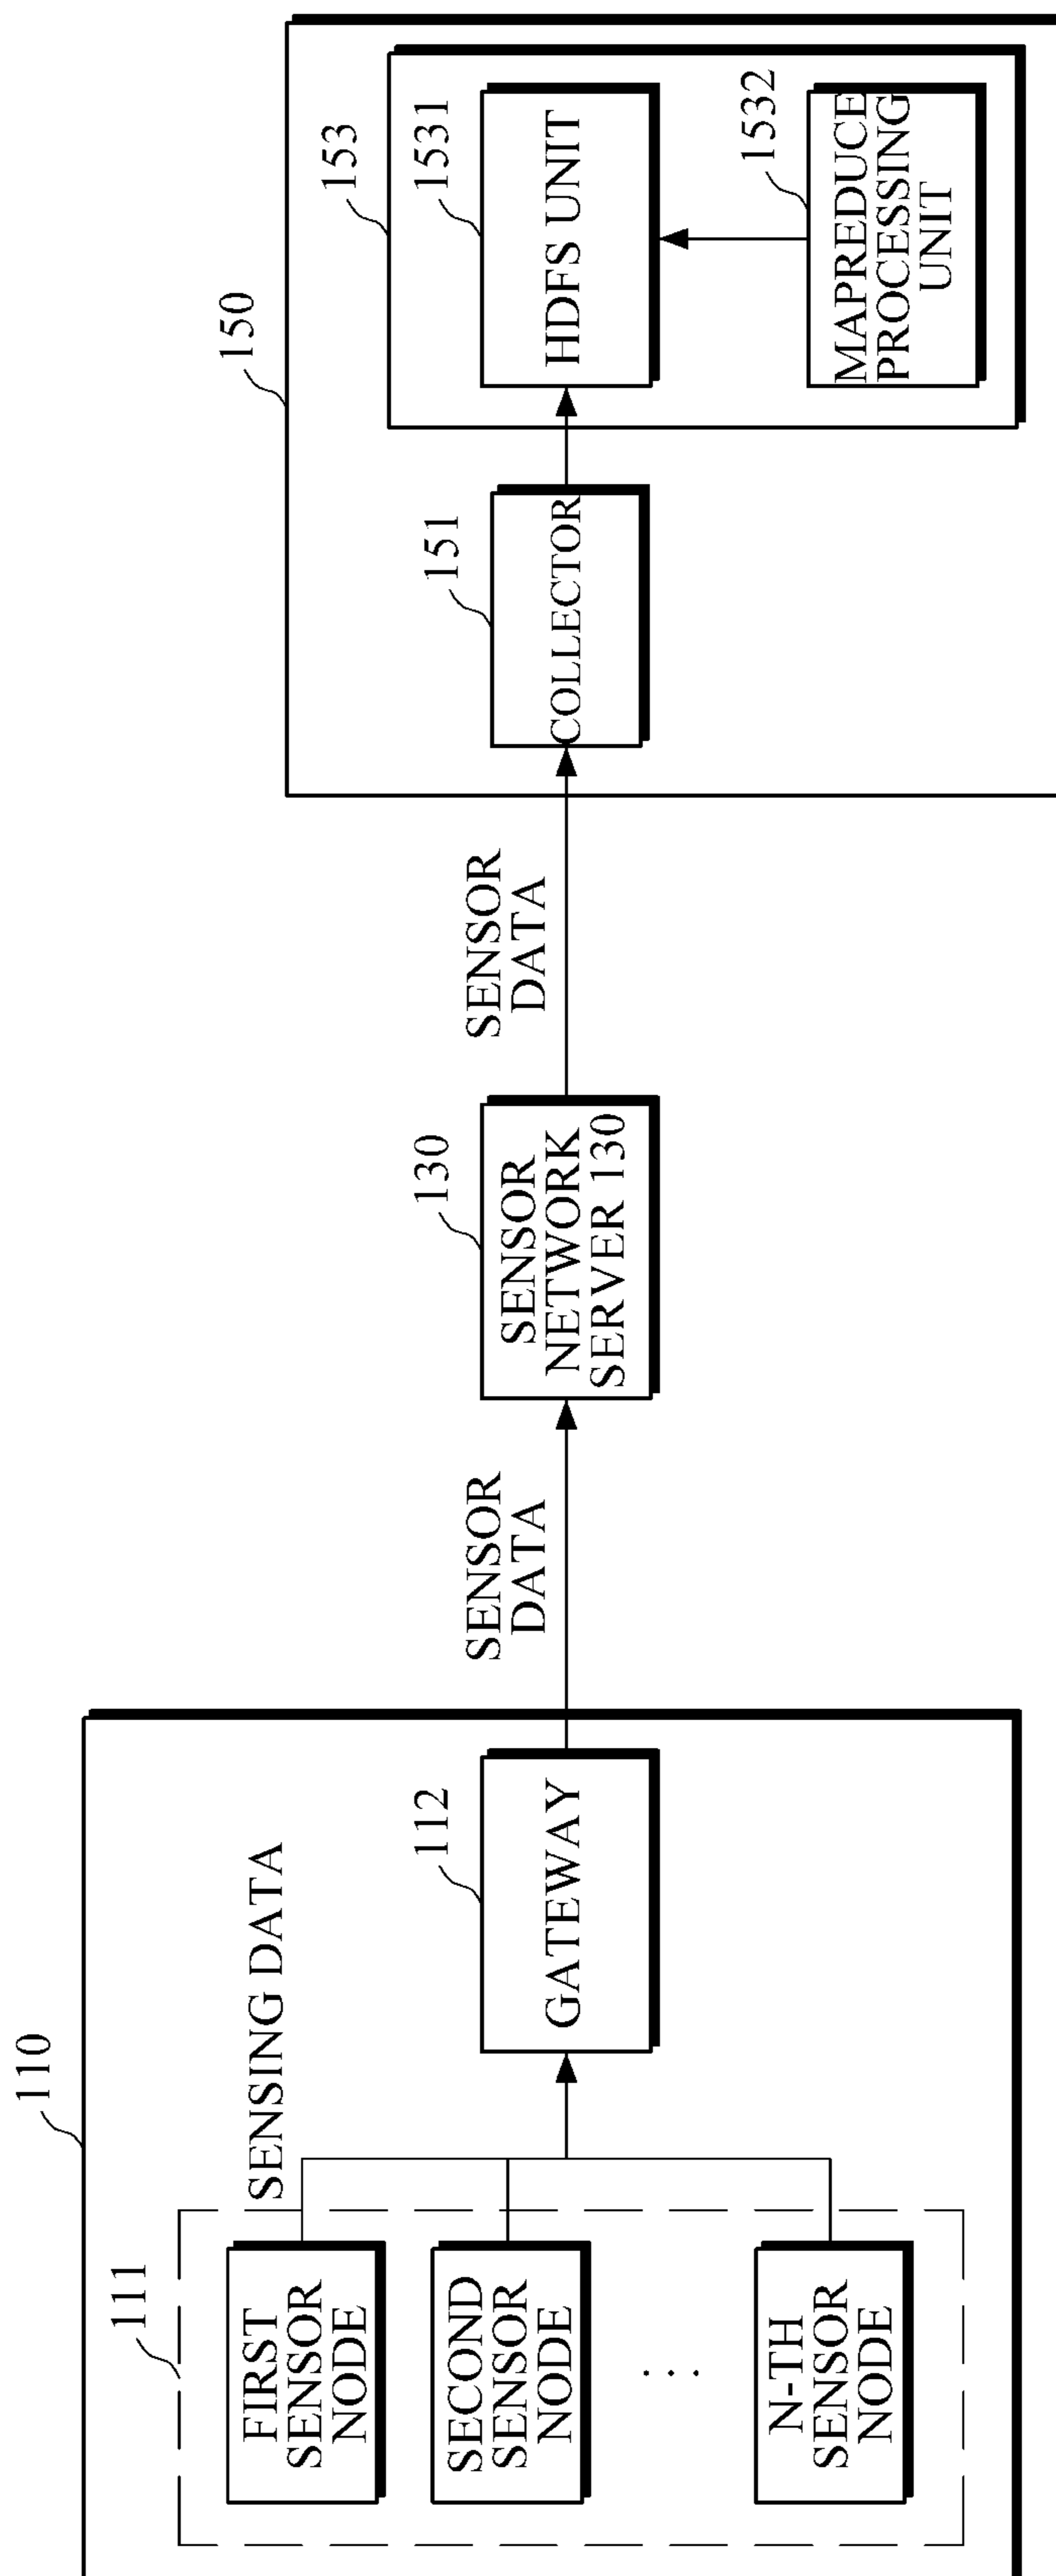 110
111
SENSING DATA
FIRST
SENSOR
NODE
SECOND
SENSOR
NODE
. . .
N-TH
SENSOR
NODE
112
GATEWAY
SENSOR
DATA
130
SENSOR
NETWORK
SERVER 130
SENSOR
DATA
150
151
COLLECTOR
153
1531
HDFS UNIT
1532
MAPREDUCE
PROCESSING
UNIT